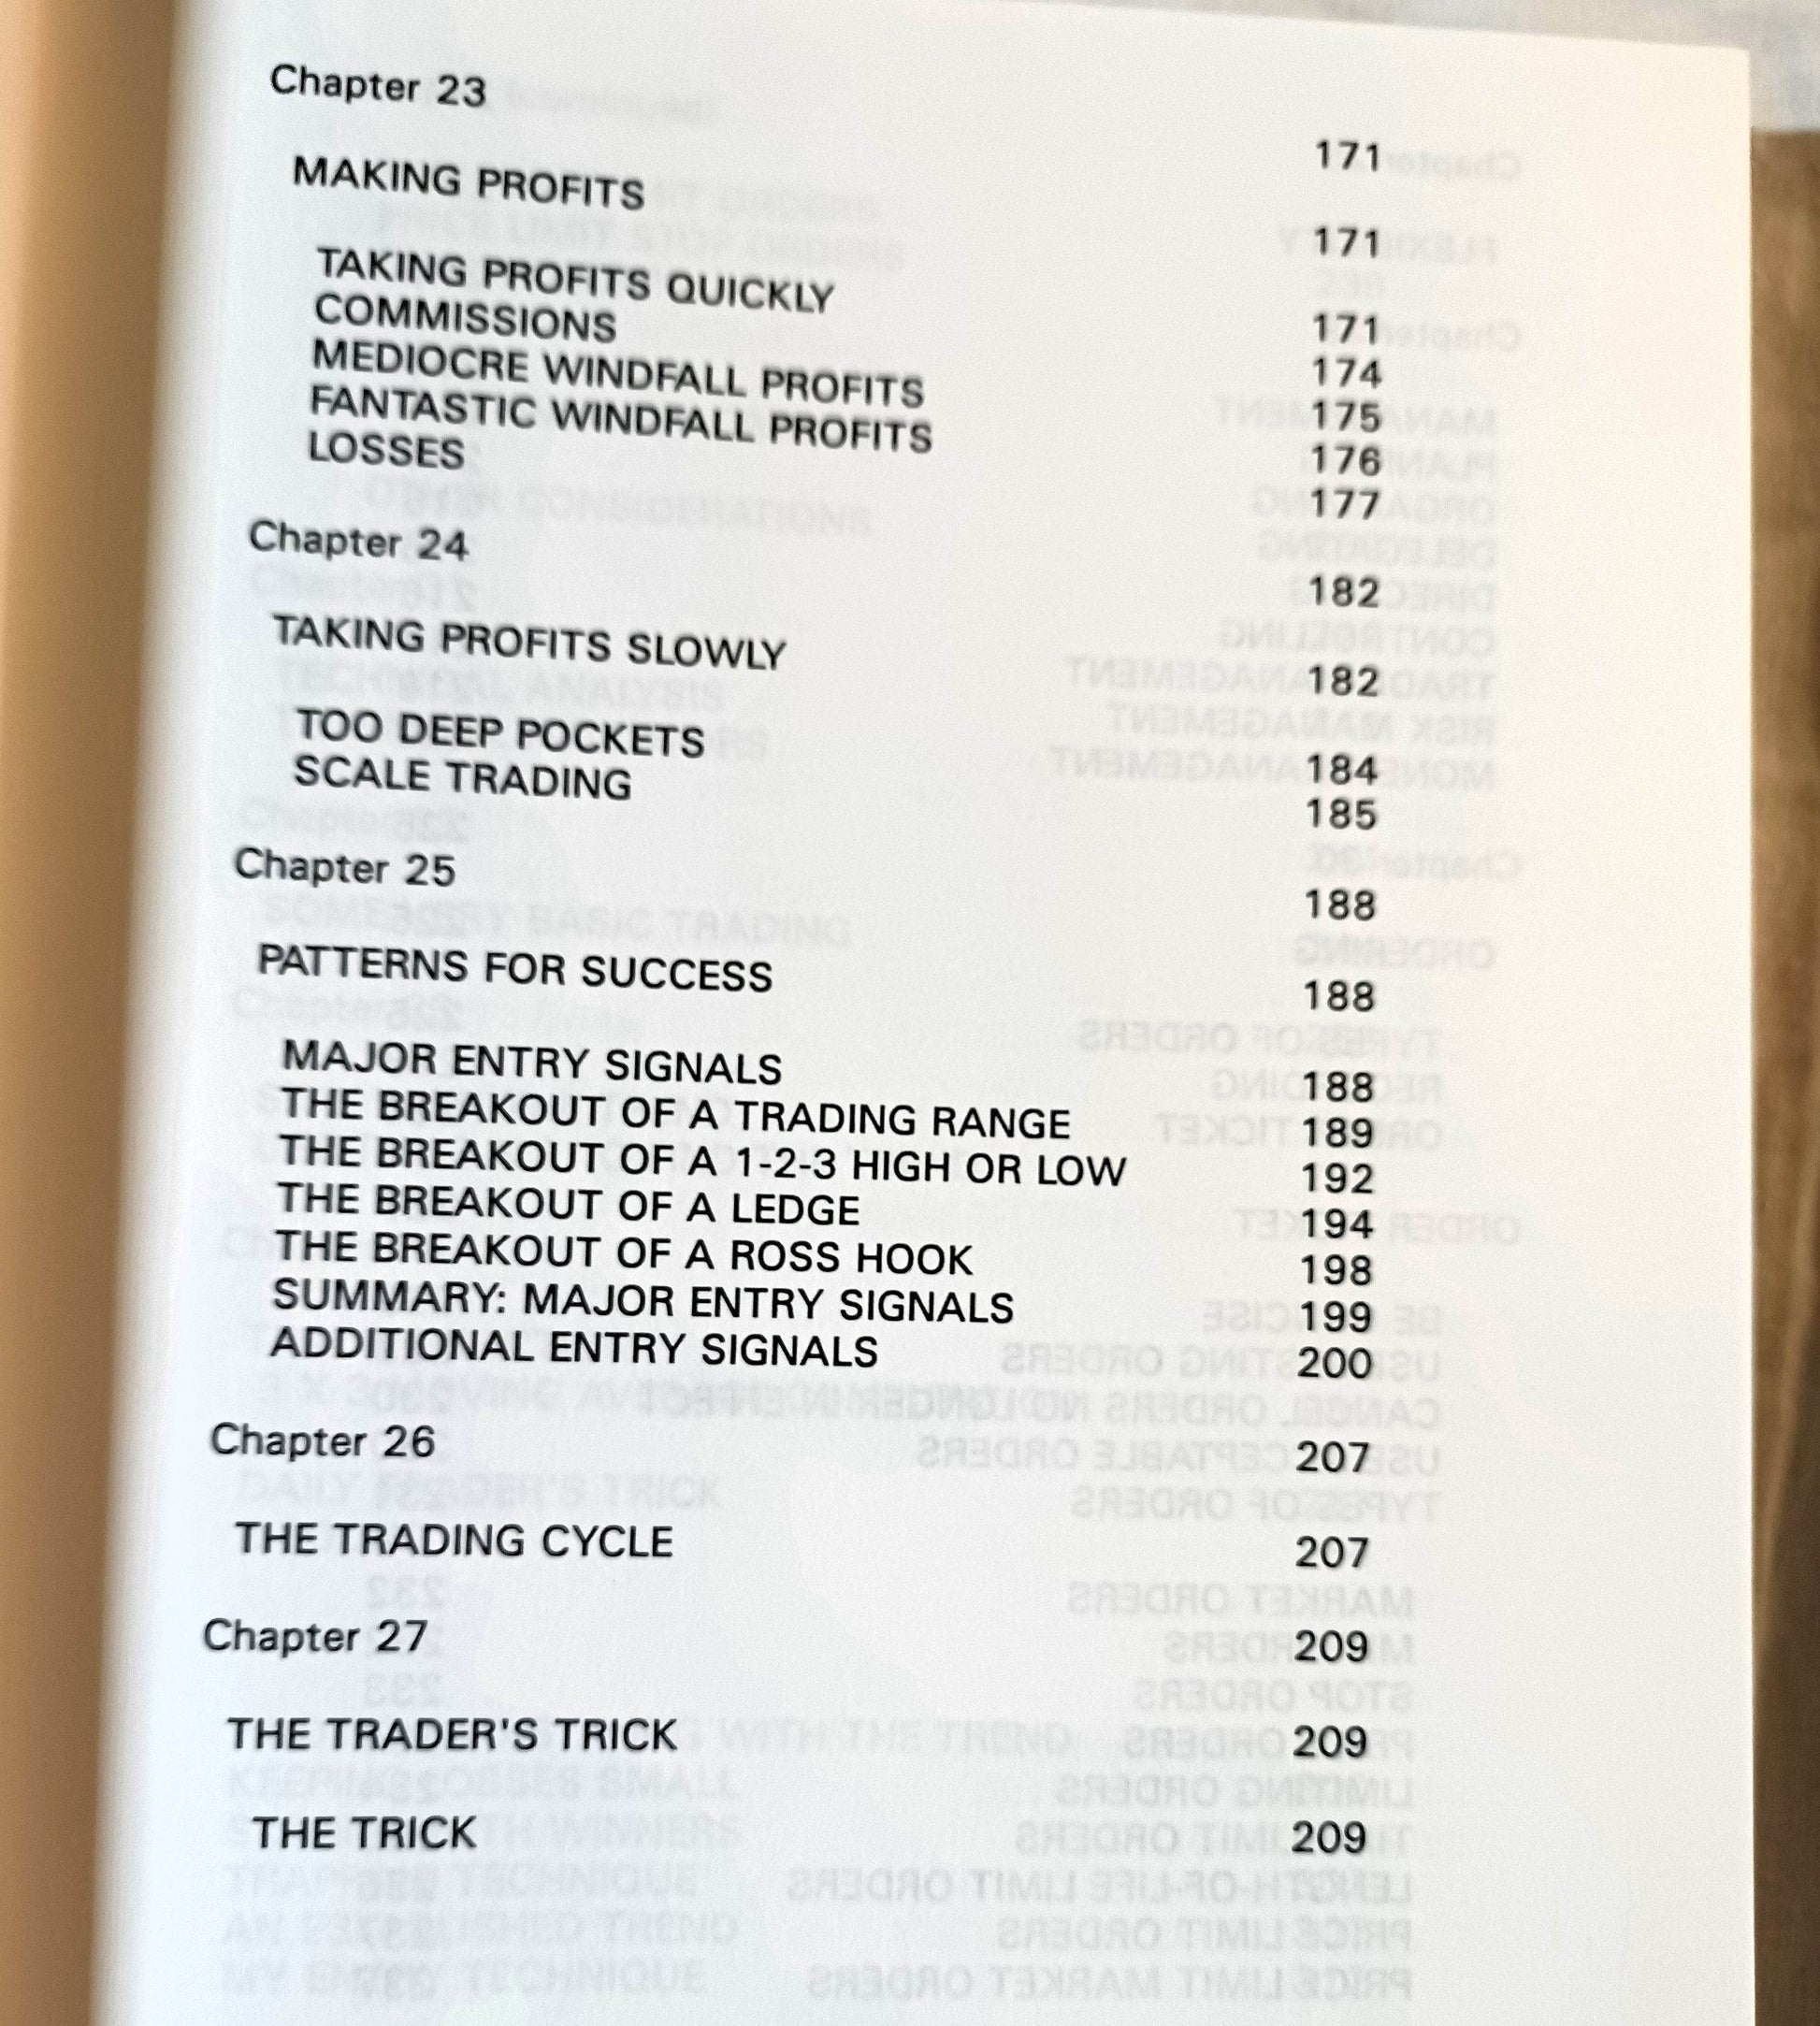 Chapter 23 171
MAKING PROFITS 171
TAKING PROFITS QUICKLY 171
COMMISSIONS 174
MEDIOCRE WINDFALL PROFITS 175
FANTASTIC WINDFALL PROFITS 176
LOSSES 177
Chapter 24 182
TAKING PROFITS SLOWLY 182
TOO DEEP POCKETS 184
SCALE TRADING 185
Chapter 25 188
PATTERNS FOR SUCCESS 188
MAJOR ENTRY SIGNALS 188
THE BREAKOUT OF A TRADING RANGE 189
THE BREAKOUT OF A 1-2-3 HIGH OR LOW 192
THE BREAKOUT OF A LEDGE 194
THE BREAKOUT OF A ROSS HOOK 198
SUMMARY: MAJOR ENTRY SIGNALS 199
ADDITIONAL ENTRY SIGNALS 200
Chapter 26 207
THE TRADING CYCLE 207
Chapter 27 209
THE TRADER'S TRICK 209
THE TRICK 209